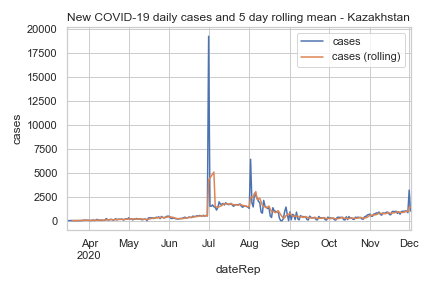 New COVID-19 daily cases and 5 day rolling mean - Kazakhstan
cases
cases (rolling)
20000
17500
15000
12500
10000
7500
5000
2500
0
cases
Apr May Jun Jul Aug Sep Oct Nov Dec
2020
dateRep